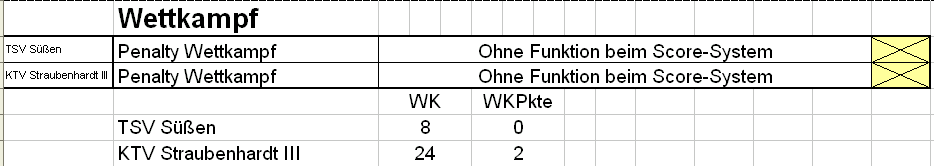 Wettkampf
TSV Süßen Penalty Wettkampf Ohne Funktion beim Score-System
KTV Straubenhardt III Penalty Wettkampf Ohne Funktion beim Score-System
WK WKPkte
TSV Süßen 8 0
KTV Straubenhardt III 24 2